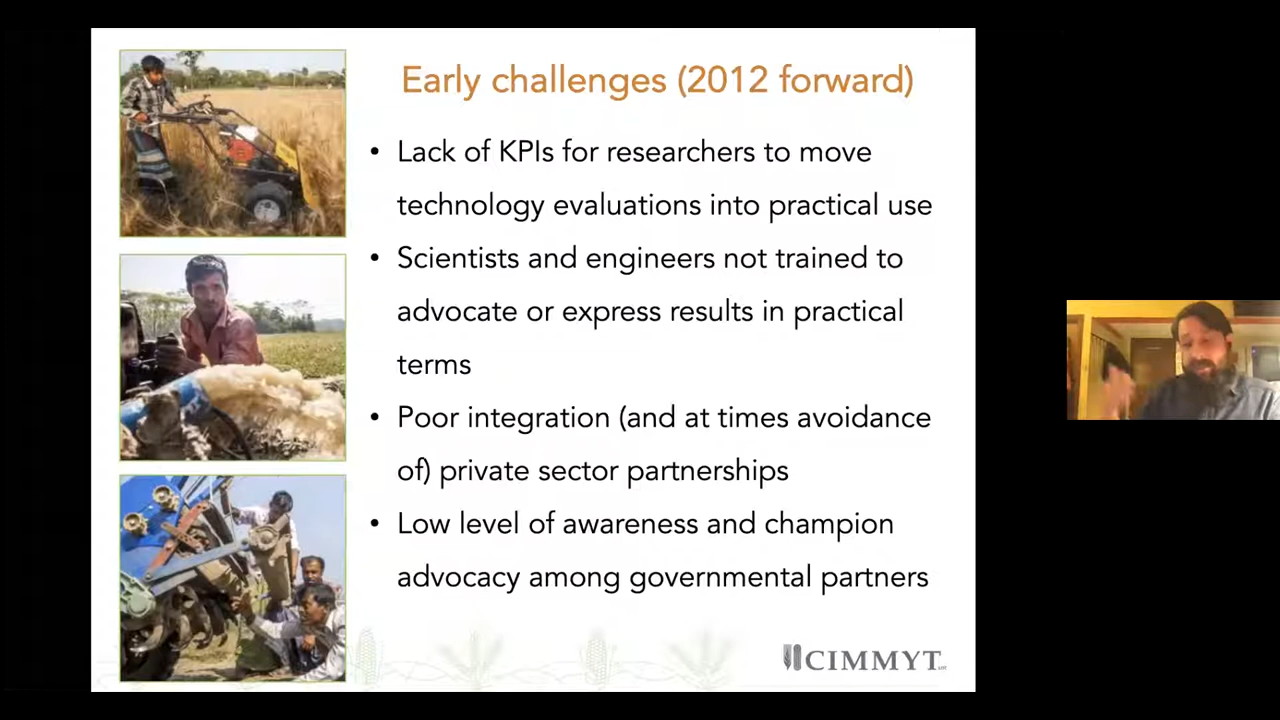 Early challenges (2012 forward)
• Lack of KPIs for researchers to move
technology evaluations into practical use
• Scientists and engineers not trained to
advocate or express results in practical
terms
• Poor integration (and at times avoidance
of) private sector partnerships
• Low level of awareness and champion
advocacy among governmental partners
CIMMYT